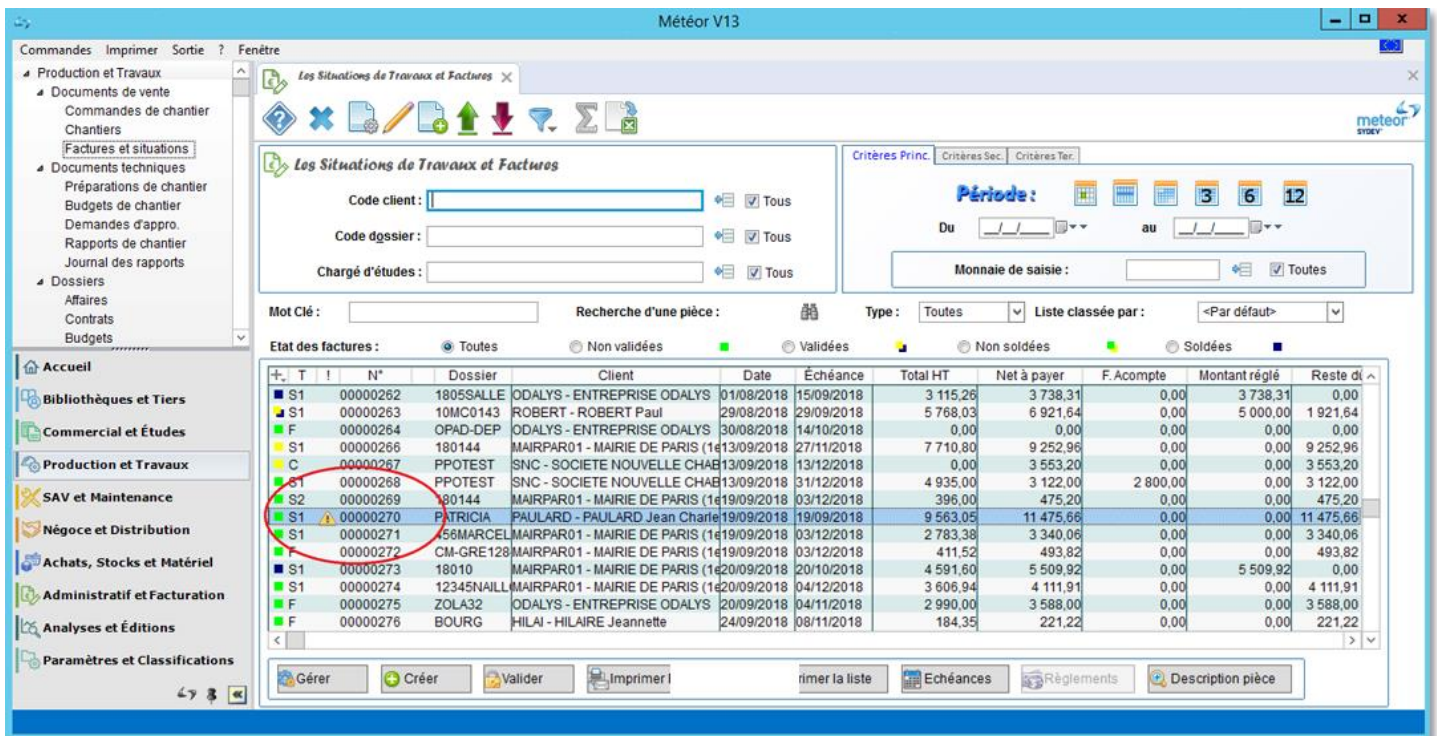 Météor V13
Commandes Imprimer Sortie ? Fenêtre
Production et Travaux
Documents de vente
Commandes de chantier
Chantiers
Factures et situations
Documents techniques
Préparations de chantier
Budgets de chantier
Demandes d'appro.
Rapports de chantier
Journal des rapports
Dossiers
Affaires
Contrats
Budgets
Accueil
Bibliothèques et Tiers
Commercial et Études
Production et Travaux
SAV et Maintenance
Négoce et Distribution
Achats, Stocks et Matériel
Administratif et Facturation
Analyses et Éditions
Paramètres et Classifications
Les Situations de Travaux et Factures
meteor
SYDEV
Les Situations de Travaux et Factures
Code client :
Tous
Code dossier :
Tous
Chargé d'études :
Tous
Critères Princ. Critères Sec. Critères Ter.
Période : 3 6 12
Du __/__/____ au __/__/____
Monnaie de saisie : Toutes
Mot Clé : Recherche d'une pièce : Type : Toutes Liste classée par : <Par défaut>
Etat des factures : Toutes Non validées Validées Non soldées Soldées
T ! N° Dossier Client Date Échéance Total HT Net à payer F. Acompte Montant réglé Reste dû
S1 00000262 1805SALLE ODALYS - ENTREPRISE ODALYS 01/08/2018 15/09/2018 3 115,26 3 738,31 0,00 3 738,31 0,00
S1 00000263 10MC0143 ROBERT - ROBERT Paul 29/08/2018 29/09/2018 5 768,03 6 921,64 0,00 5 000,00 1 921,64
F 00000264 OPAD-DEP ODALYS - ENTREPRISE ODALYS 30/08/2018 14/10/2018 0,00 0,00 0,00 0,00 0,00
S1 00000266 180144 MAIRPAR01 - MAIRIE DE PARIS (1e 13/09/2018 27/11/2018 7 710,80 9 252,96 0,00 0,00 9 252,96
C 00000267 PPOTEST SNC - SOCIETE NOUVELLE CHAB 13/09/2018 13/12/2018 0,00 3 553,20 0,00 0,00 3 553,20
S1 00000268 PPOTEST SNC - SOCIETE NOUVELLE CHAB 13/09/2018 31/12/2018 4 935,00 3 122,00 2 800,00 0,00 3 122,00
S2 00000269 180144 MAIRPAR01 - MAIRIE DE PARIS (1e 19/09/2018 03/12/2018 396,00 475,20 0,00 0,00 475,20
S1 00000270 PATRICIA PAULARD - PAULARD Jean Charle 19/09/2018 19/09/2018 9 563,05 11 475,66 0,00 0,00 11 475,66
S1 00000271 456MARCEL MAIRPAR01 - MAIRIE DE PARIS (1e 19/09/2018 03/12/2018 2 783,38 3 340,06 0,00 0,00 3 340,06
F 00000272 CM-GRE128 MAIRPAR01 - MAIRIE DE PARIS (1e 19/09/2018 03/12/2018 411,52 493,82 0,00 0,00 493,82
S1 00000273 18010 MAIRPAR01 - MAIRIE DE PARIS (1e 20/09/2018 20/10/2018 4 591,60 5 509,92 0,00 5 509,92 0,00
S1 00000274 12345NAILL MAIRPAR01 - MAIRIE DE PARIS (1e 20/09/2018 04/12/2018 3 606,94 4 111,91 0,00 0,00 4 111,91
F 00000275 ZOLA32 ODALYS - ENTREPRISE ODALYS 20/09/2018 04/11/2018 2 990,00 3 588,00 0,00 0,00 3 588,00
F 00000276 BOURG HILAI - HILAIRE Jeannette 24/09/2018 08/11/2018 184,35 221,22 0,00 0,00 221,22
Gérer Créer Valider Imprimer l rimer la liste Echéances Règlements Description pièce